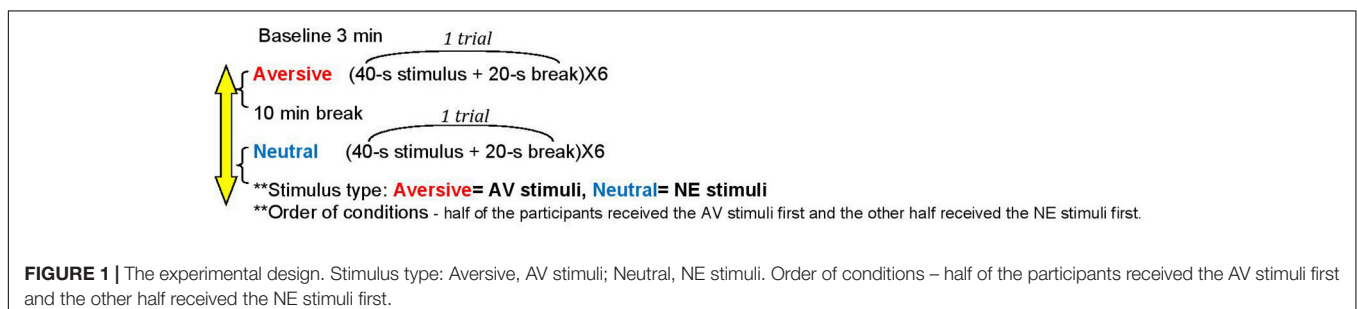 Baseline 3 min
1 trial
Aversive (40-s stimulus + 20-s break)X6
10 min break
1 trial
Neutral (40-s stimulus + 20-s break)X6
**Stimulus type: Aversive= AV stimuli, Neutral= NE stimuli
**Order of conditions - half of the participants received the AV stimuli first and the other half received the NE stimuli first.
FIGURE 1 | The experimental design. Stimulus type: Aversive, AV stimuli; Neutral, NE stimuli. Order of conditions – half of the participants received the AV stimuli first
and the other half received the NE stimuli first.